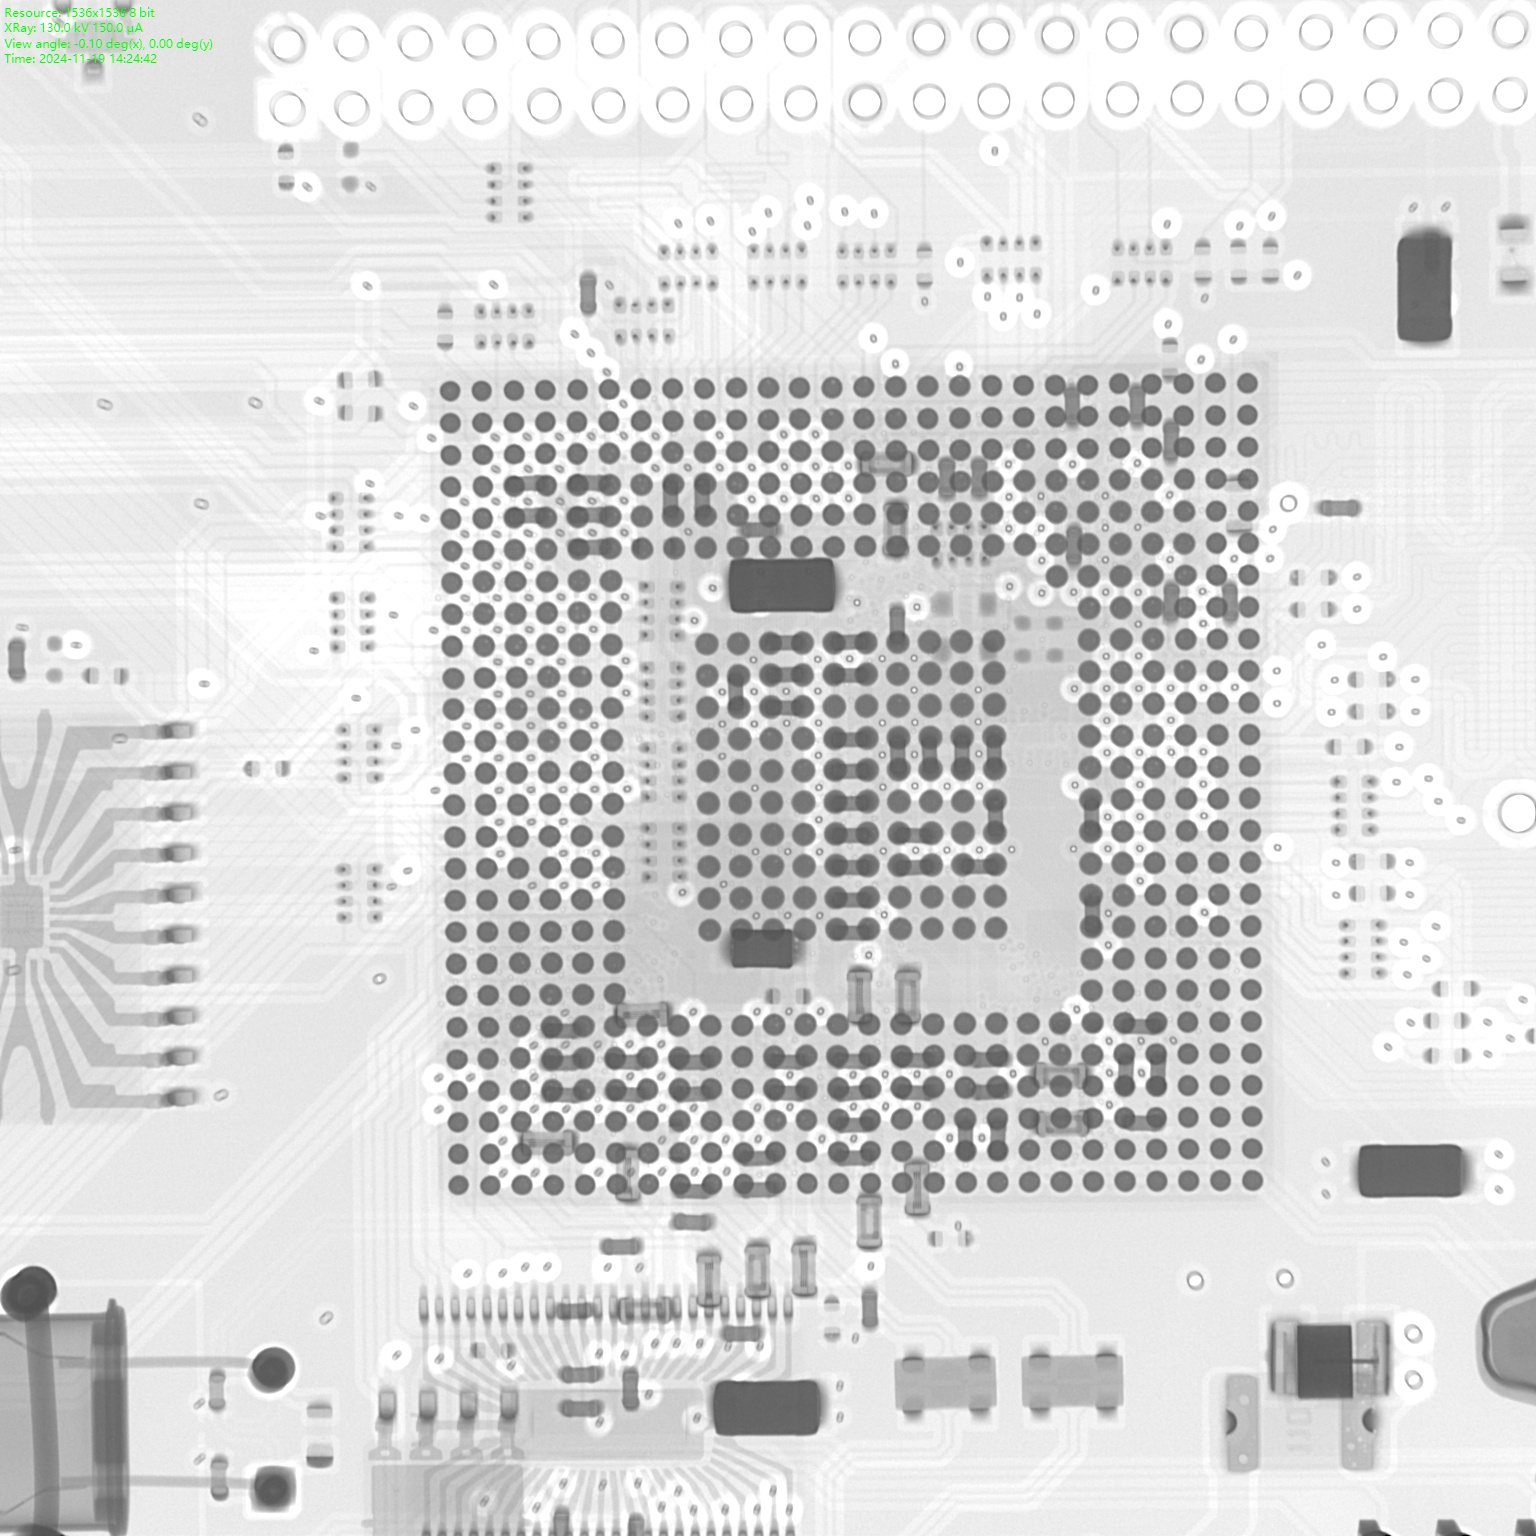 Resource: 1536x1536 8 bit
XRay: 130.0 kV 150.0 µA
View angle: -0.10 deg(x), 0.00 deg(y)
Time: 2024-11-19 14:24:42